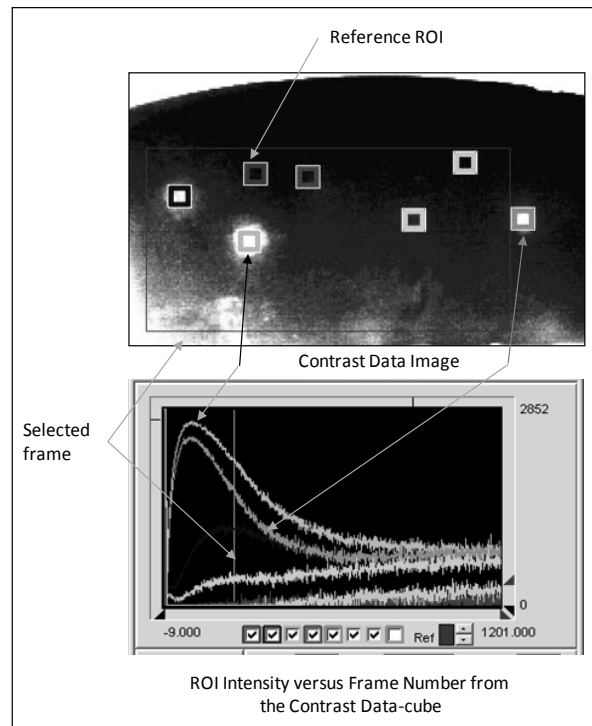 Reference ROI
Contrast Data Image
Selected
frame
2852
0
-9.000
Ref
1201.000
ROI Intensity versus Frame Number from
the Contrast Data-cube